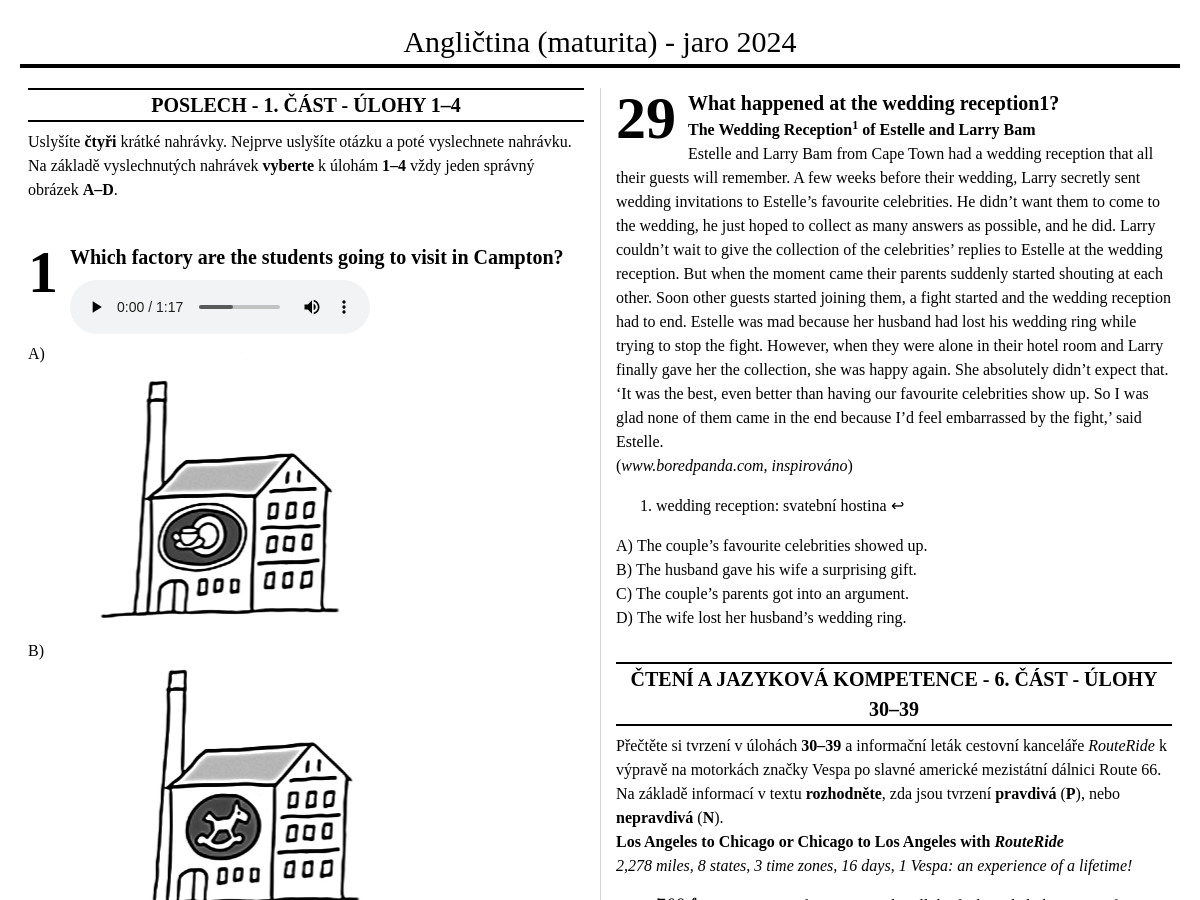 Angličtina (maturita) - jaro 2024
POSLECH - 1. ČÁST - ÚLOHY 1–4
Uslyšíte čtyři krátké nahrávky. Nejprve uslyšíte otázku a poté vyslechnete nahrávku.
Na základě vyslechnutých nahrávek vyberte k úlohám 1–4 vždy jeden správný
obrázek A–D.
1 Which factory are the students going to visit in Campton?
0:00 / 1:17
A)
B)
29 What happened at the wedding reception1?
The Wedding Reception1 of Estelle and Larry Bam
Estelle and Larry Bam from Cape Town had a wedding reception that all
their guests will remember. A few weeks before their wedding, Larry secretly sent
wedding invitations to Estelle’s favourite celebrities. He didn’t want them to come to
the wedding, he just hoped to collect as many answers as possible, and he did. Larry
couldn’t wait to give the collection of the celebrities’ replies to Estelle at the wedding
reception. But when the moment came their parents suddenly started shouting at each
other. Soon other guests started joining them, a fight started and the wedding reception
had to end. Estelle was mad because her husband had lost his wedding ring while
trying to stop the fight. However, when they were alone in their hotel room and Larry
finally gave her the collection, she was happy again. She absolutely didn’t expect that.
‘It was the best, even better than having our favourite celebrities show up. So I was
glad none of them came in the end because I’d feel embarrassed by the fight,’ said
Estelle.
(www.boredpanda.com, inspirováno)
1. wedding reception: svatební hostina ↩
A) The couple’s favourite celebrities showed up.
B) The husband gave his wife a surprising gift.
C) The couple’s parents got into an argument.
D) The wife lost her husband’s wedding ring.
ČTENÍ A JAZYKOVÁ KOMPETENCE - 6. ČÁST - ÚLOHY
30–39
Přečtěte si tvrzení v úlohách 30–39 a informační leták cestovní kanceláře RouteRide k
výpravě na motorkách značky Vespa po slavné americké mezistátní dálnici Route 66.
Na základě informací v textu rozhodněte, zda jsou tvrzení pravdivá (P), nebo
nepravdivá (N).
Los Angeles to Chicago or Chicago to Los Angeles with RouteRide
2,278 miles, 8 states, 3 time zones, 16 days, 1 Vespa: an experience of a lifetime!